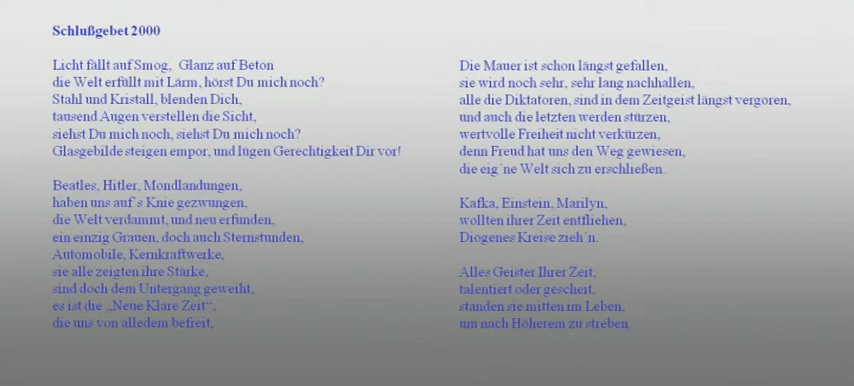 Schlußgebet 2000
Licht fällt auf Smog, Glanz auf Beton
die Welt erfüllt mit Lärm, hörst Du mich noch?
Stahl und Kristall, blenden Dich,
tausend Augen verstellen die Sicht,
siehst Du mich noch, siehst Du mich noch?
Glasgebilde steigen empor, und lügen Gerechtigkeit Dir vor!
Beatles, Hitler, Mondlandungen,
haben uns auf`s Knie gezwungen,
die Welt verdammt, und neu erfunden,
ein einzig Grauen, doch auch Sternstunden,
Automobile, Kernkraftwerke,
sie alle zeigten ihre Stärke,
sind doch dem Untergang geweiht,
es ist die „Neue Klare Zeit“,
die uns von alledem befreit,
Die Mauer ist schon längst gefallen,
sie wird noch sehr, sehr lang nachhallen,
alle die Diktatoren, sind in dem Zeitgeist längst vergoren,
und auch die letzten werden stürzen,
wertvolle Freiheit nicht verkürzen,
denn Freud hat uns den Weg gewiesen,
die eig´ne Welt sich zu erschließen.
Kafka, Einstein, Marilyn,
wollten ihrer Zeit entfliehen,
Diogenes Kreise zieh´n.
Alles Geister Ihrer Zeit,
talentiert oder gescheit,
standen sie mitten im Leben,
um nach Höherem zu streben.